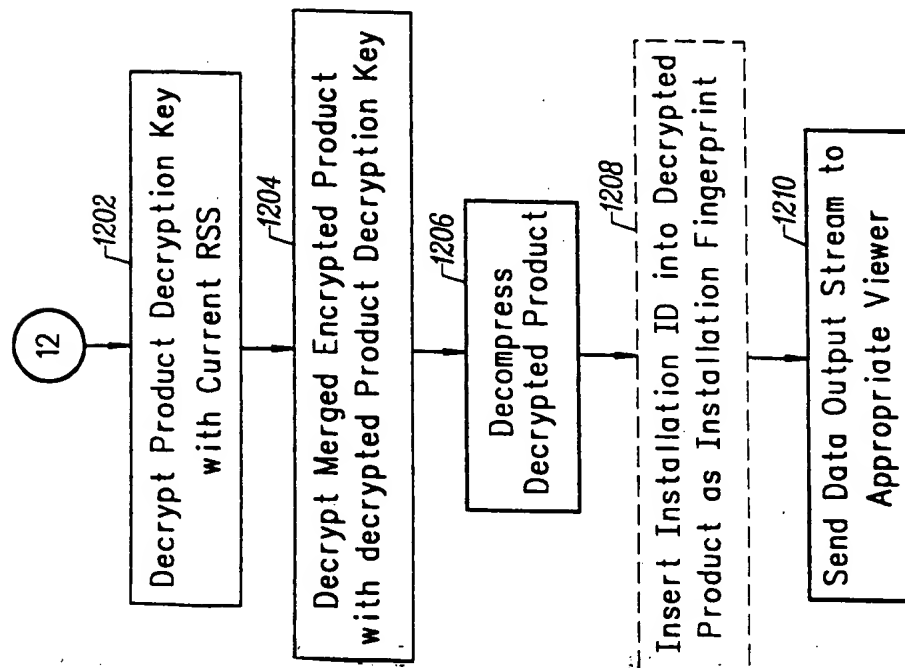 12
1202
Decrypt Product Decryption Key
with Current RSS
1204
Decrypt Merged Encrypted Product
with decrypted Product Decryption Key
1206
Decompress
Decrypted Product
1208
Insert Installation ID into Decrypted
Product as Installation Fingerprint
1210
Send Data Output Stream to
Appropriate Viewer